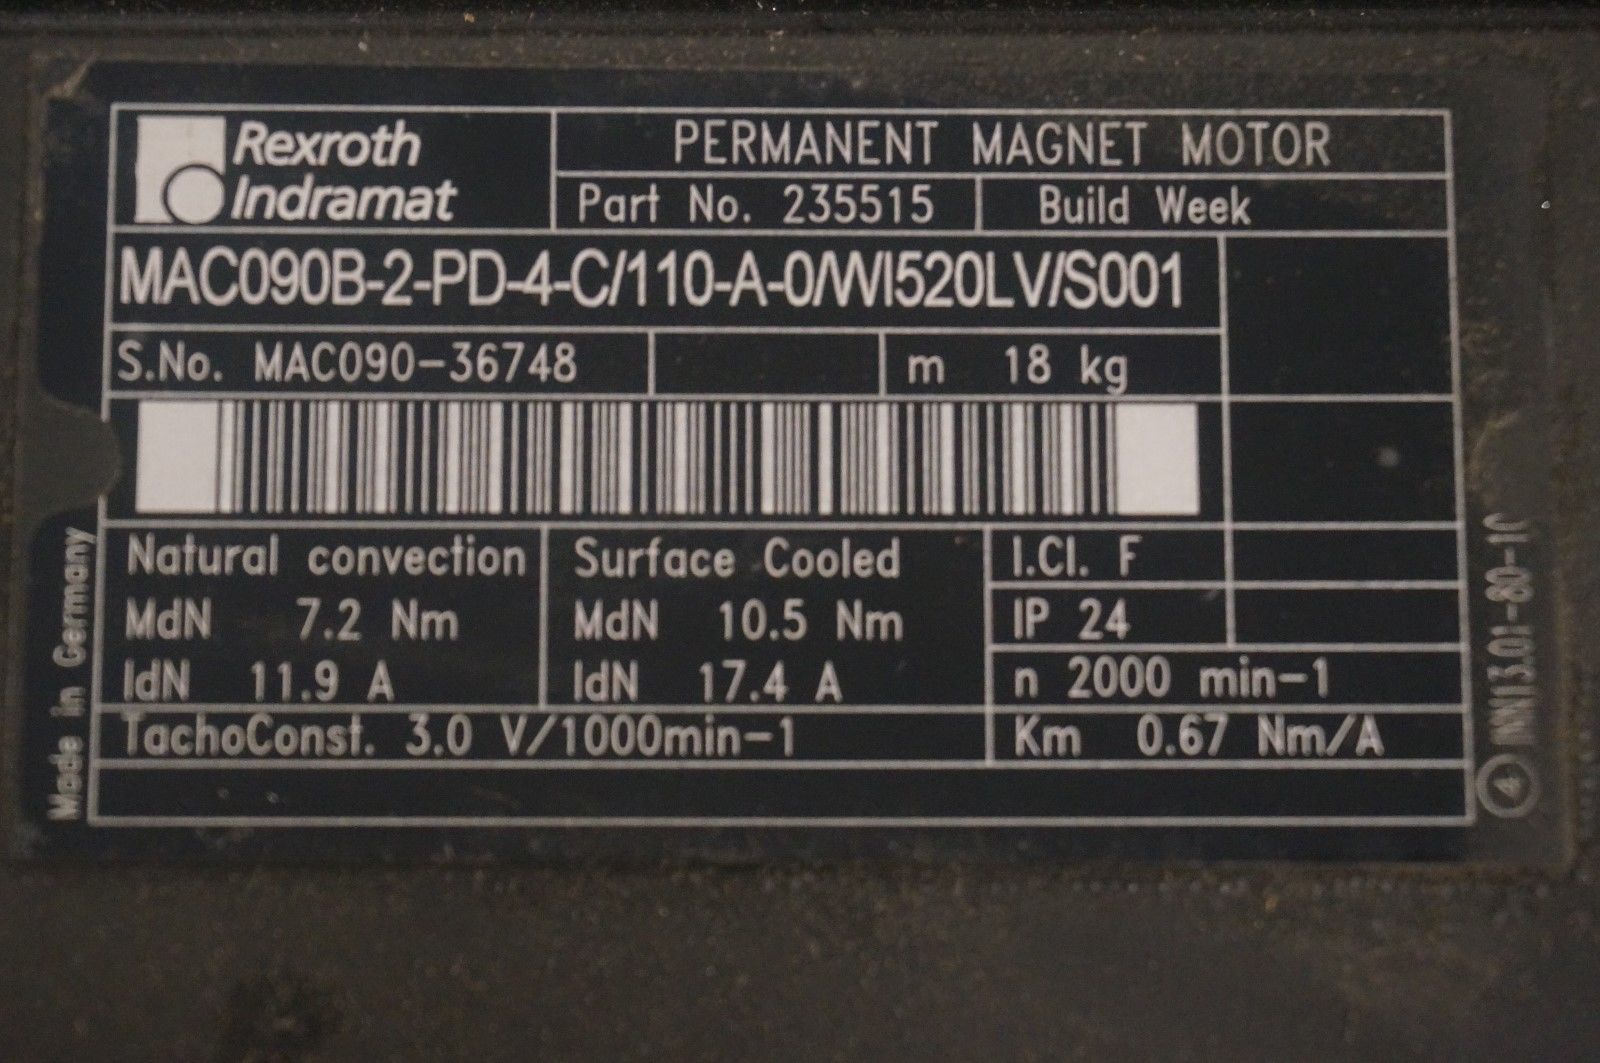 Rexroth
Indramat
PERMANENT MAGNET MOTOR
Part No. 235515
Build Week
MAC090B-2-PD-4-C/110-A-0/WI520LV/S001
S.No. MAC090-36748
m 18 kg
Natural convection
MdN 7.2 Nm
IdN 11.9 A
Surface Cooled
MdN 10.5 Nm
IdN 17.4 A
I.Cl. F
IP 24
n 2000 min-1
TachoConst. 3.0 V/1000min-1
Km 0.67 Nm/A
Made in Germany
4